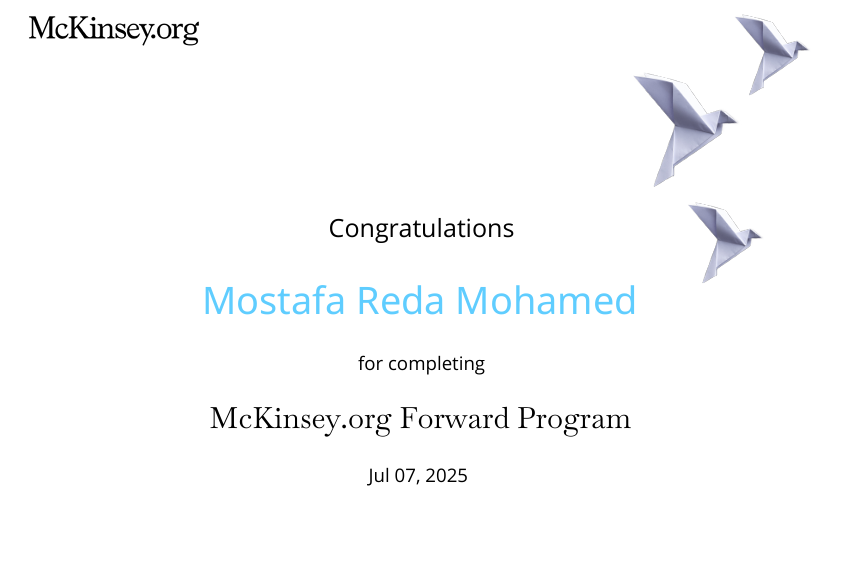 McKinsey.org
Congratulations
Mostafa Reda Mohamed
for completing
McKinsey.org Forward Program
Jul 07, 2025